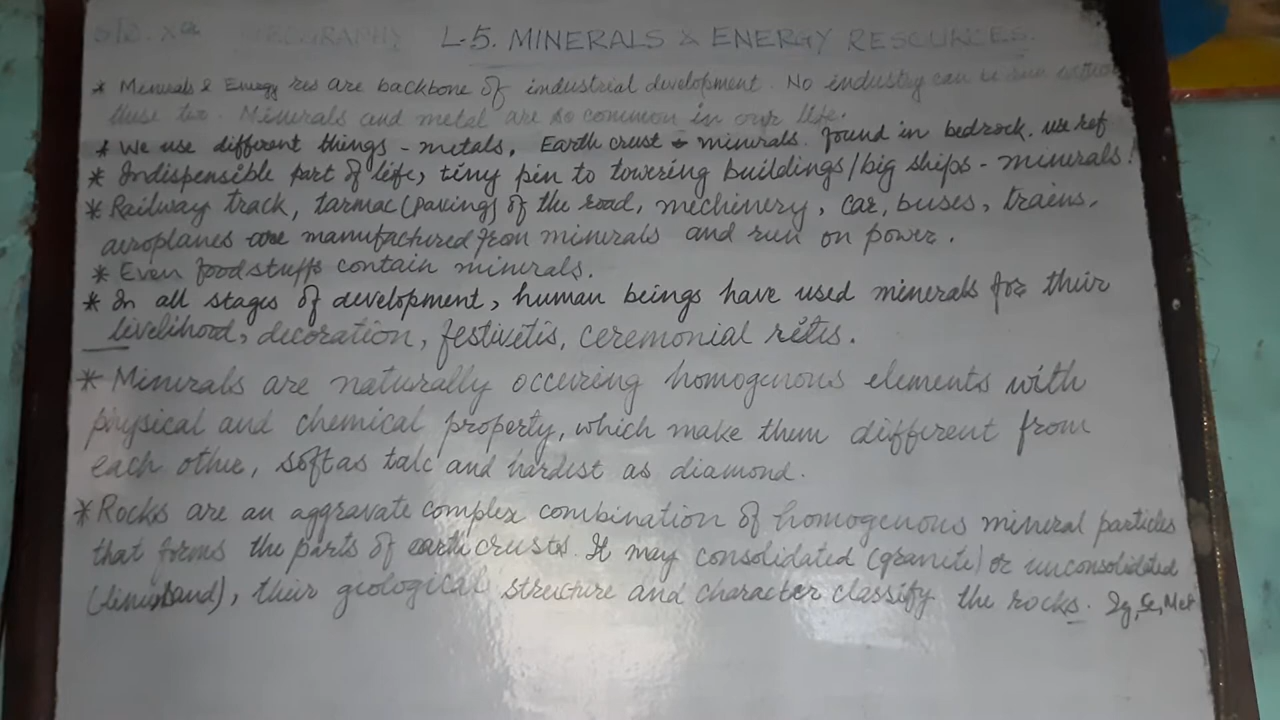 GEOGRAPHY L-5. MINERALS & ENERGY RESOURCES.
* Minerals & Energy res are backbone of industrial development. No industry can be run
these two. Minerals and metal are so common in our life.
* We use different things - metals, Earth crust minerals. found in bedrock.
* Indispensible part of life, tiny pin to towering buildings/big ships - minerals!
* Railway track, tarmac (paving) of the road, mechinery, car, buses, trains,
aeroplanes are manufactured from minerals and run on power.
* Even foodstuffs contain minerals.
* In all stages of development, human beings have used minerals for their
livelihood, decoration, festivetis, ceremonial rites.
* Minerals are naturally occuring homogenous elements with
physical and chemical property, which make them different from
each other, soft as talc and hardest as diamond.
* Rocks are an aggravate complex combination of homogenous mineral particles
that forms the parts of earth crusts. It may consolidated (granite) or unconsolidated
their geological structure and character classify the rocks. Ig, Se, Met